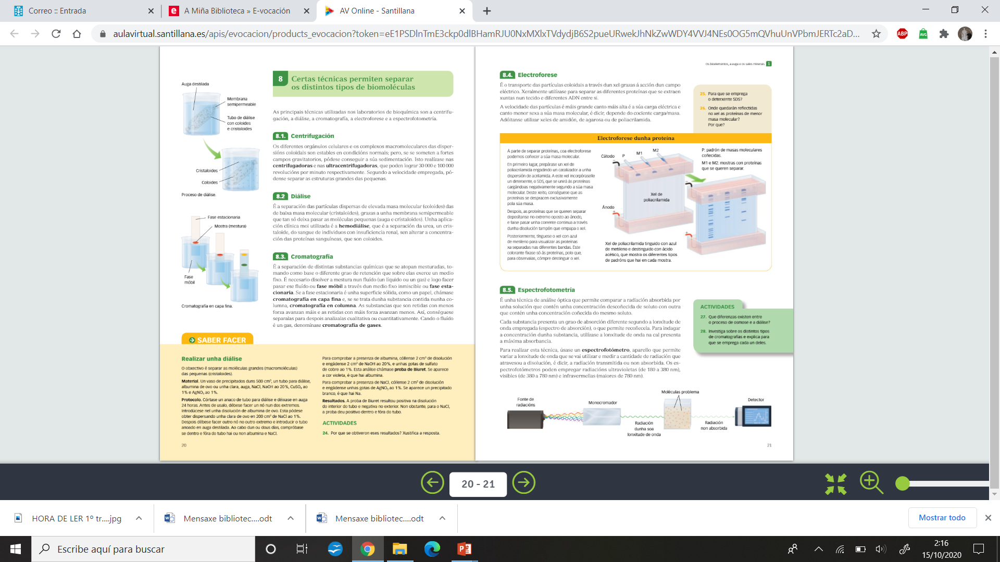 Correo :: Entrada
A Miña Biblioteca » E-vocación
AV Online - Santillana
Os bioelementos, a auga e os sales minerais 1
Auga destilada
Membrana
semipermeable
Tubo de diálise
con coloides
e cristaloides
Cristaloides
Coloides
Proceso de diálise.
Fase estacionaria
Mostra (mestura)
Fase
móbil
Cromatografía en capa fina.
8 Certas técnicas permiten separar
os distintos tipos de biomoléculas
As principais técnicas utilizadas nos laboratorios de bioquímica son a centrifu-
gación, a diálise, a cromatografía, a electroforese e a espectrofotometría.
8.1. Centrifugación
Os diferentes orgánulos celulares e os complexos macromoleculares das disper-
sións coloidais son estables en condicións normais; pero, se se someten a fortes
campos gravitatorios, pódese conseguir a súa sedimentación. Isto realízase nas
centrifugadoras e nas ultracentrifugadoras, que poden lograr 30 000 e 100 000
revolucións por minuto respectivamente. Segundo a velocidade empregada, pó-
dense separar as estruturas grandes das pequenas.
8.2 Diálise
É a separación das partículas dispersas de elevada masa molecular (coloides) das
de baixa masa molecular (cristaloides), grazas a unha membrana semipermeable
que tan só deixa pasar as moléculas pequenas (auga e cristaloides). Unha aplica-
ción clínica moi utilizada é a hemodiálise, que é a separación da urea, un cris-
taloide, do sangue de individuos con insuficiencia renal, sen alterar a concentra-
ción das proteínas sanguíneas, que son coloides.
8.3. Cromatografía
É a separación de distintas substancias químicas que se atopan mesturadas, to-
mando como base o diferente grao de retención que sobre elas exerce un medio
fixo. É necesario disolver a mestura nun fluído (un líquido ou un gas) e logo facer
pasar ese fluído ou fase móbil a través dun medio fixo inmiscible ou fase esta-
cionaria. Se a fase estacionaria é unha superficie sólida, como un papel, chámase
cromatografía en capa fina e, se se trata dunha substancia contida nunha co-
lumna, cromatografía en columna. As substancias que son retidas con menos
forza avanzan máis e as retidas con máis forza avanzan menos. Así, conséguese
separalas para despois analizalas cualitativa ou cuantitativamente. Cando o fluído
é un gas, denomínase cromatografía de gases.
SABER FACER
Realizar unha diálise
O obxectivo é separar as moléculas grandes (macromoléculas)
das pequenas (cristaloides).
Material. Un vaso de precipitados duns 500 cm³, un tubo para diálise,
albumina de ovo ou unha clara, auga, NaCl, NaOH ao 20%, CuSO₄ ao
1% e AgNO₃ ao 1%.
Protocolo. Córtase un anaco de tubo para diálise e déixase en auga
24 horas. Antes de usalo, débese facer un nó nun dos extremos.
Introdúcese nel unha disolución de albumina de ovo. Esta pódese
obter dispersando unha clara de ovo en 200 cm³ de NaCl ao 1%.
Despois débese facer outro nó no outro extremo e introducir o tubo
anoado en auga destilada. Ao cabo dun ou dous días, compróbase
se dentro e fóra do tubo hai ou non albumina e NaCl.
Para comprobar a presenza de albumina, cóllense 2 cm³ de disolución
e engádense 2 cm³ de NaOH ao 20%, e unhas gotas de sulfato
de cobre ao 1%. Esta análise chámase proba de Biuret. Se aparece
a cor violeta, é que hai albumina.
Para comprobar a presenza de NaCl, cóllense 2 cm³ de disolución
e engádense unhas gotas de AgNO₃ ao 1%. Se aparece un precipitado
branco, é que hai Na.
Resultados. A proba de Biuret resultou positiva na disolución
do interior do tubo e negativa no exterior. Non obstante, para o NaCl,
a proba deu positivo dentro e fóra do tubo.
ACTIVIDADES
24. Por que se obtiveron eses resultados? Xustifica a resposta.
20
8.4. Electroforese
É o transporte das partículas coloidais a través dun xel grazas á acción dun campo
eléctrico. Xeralmente utilízase para separar as diferentes proteínas que se extraen
xuntas nun tecido e diferentes ADN entre si.
A velocidade das partículas é máis grande canto máis alta é a súa carga eléctrica e
canto menor sexa a súa masa molecular, é dicir, depende do cociente carga/masa.
Adóitanse utilizar xeles de amidón, de agarosa ou de poliacrilamida.
25. Para que se emprega
o deterxente SDS?
26. Onde quedarán reflectidas
no xel as proteínas de menor
masa molecular?
Por que?
Electroforese dunha proteína
Á parte de separar proteínas, coa electroforese
podemos coñecer a súa masa molecular.
En primeiro lugar, prepárase un xel de
poliacrilamida engadindo un catalizador a unha
dispersión de acrilamida. A este xel incorpóraselle
un deterxente, o SDS, que se unirá ás proteínas
cargándoas negativamente segundo a súa masa
molecular. Deste xeito, conséguese que as
proteínas se despracen exclusivamente
pola súa masa.
Despois, as proteínas que se queren separar
deposítanse no extremo oposto ao ánodo,
e faise pasar unha corrente continua a través
dunha disolución tampón que empapa o xel.
Posteriormente, tínguese o xel con azul
de metileno para visualizar as proteínas
xa separadas nas diferentes bandas. Este
colorante fíxase só ás proteínas, polo que,
para observalas, cómpre destinguir o xel.
Cátodo P M1 M2
Xel de
poliacrilamida
Ánodo
P: padrón de masas moleculares
coñecidas.
M1 e M2: mostras con proteínas
que se queren separar.
Xel de poliacrilamida tinguido con azul
de metileno e destinguido con ácido
acético, que mostra os diferentes tipos
de padróns que hai en cada mostra.
8.5. Espectrofotometría
É unha técnica de análise óptica que permite comparar a radiación absorbida por
unha solución que contén unha concentración descoñecida de soluto con outra
que contén unha concentración coñecida do mesmo soluto.
Cada substancia presenta un grao de absorción diferente segundo a lonxitude de
onda empregada (espectro de absorción), o que permite recoñecela. Para indagar
a concentración dunha substancia, utilízase a lonxitude de onda na cal presenta
a máxima absorbancia.
Para realizar esta técnica, úsase un espectrofotómetro, aparello que permite
variar a lonxitude de onda que se vai utilizar e medir a cantidade de radiación que
atravesou a disolución, é dicir, a radiación transmitida ou non absorbida. Os es-
pectrofotómetros poden empregar radiacións ultravioletas (de 180 a 380 nm),
visibles (de 380 a 780 nm) e infravermellas (maiores de 780 nm).
ACTIVIDADES
27. Que diferenzas existen entre
o proceso de osmose e a diálise?
28. Investiga sobre os distintos tipos
de cromatografías e explica para
que se emprega cada un deles.
Fonte de
radiacións
Monocromador
Moléculas problema
Detector
Radiación
dunha soa
lonxitude de onda
Radiación
non absorbida
21
20 - 21
HORA DE LER 1º tr....jpg
Mensaxe bibliotec....odt
Mensaxe bibliotec....odt
Mostrar todo
Escribe aquí para buscar
2:16
15/10/2020